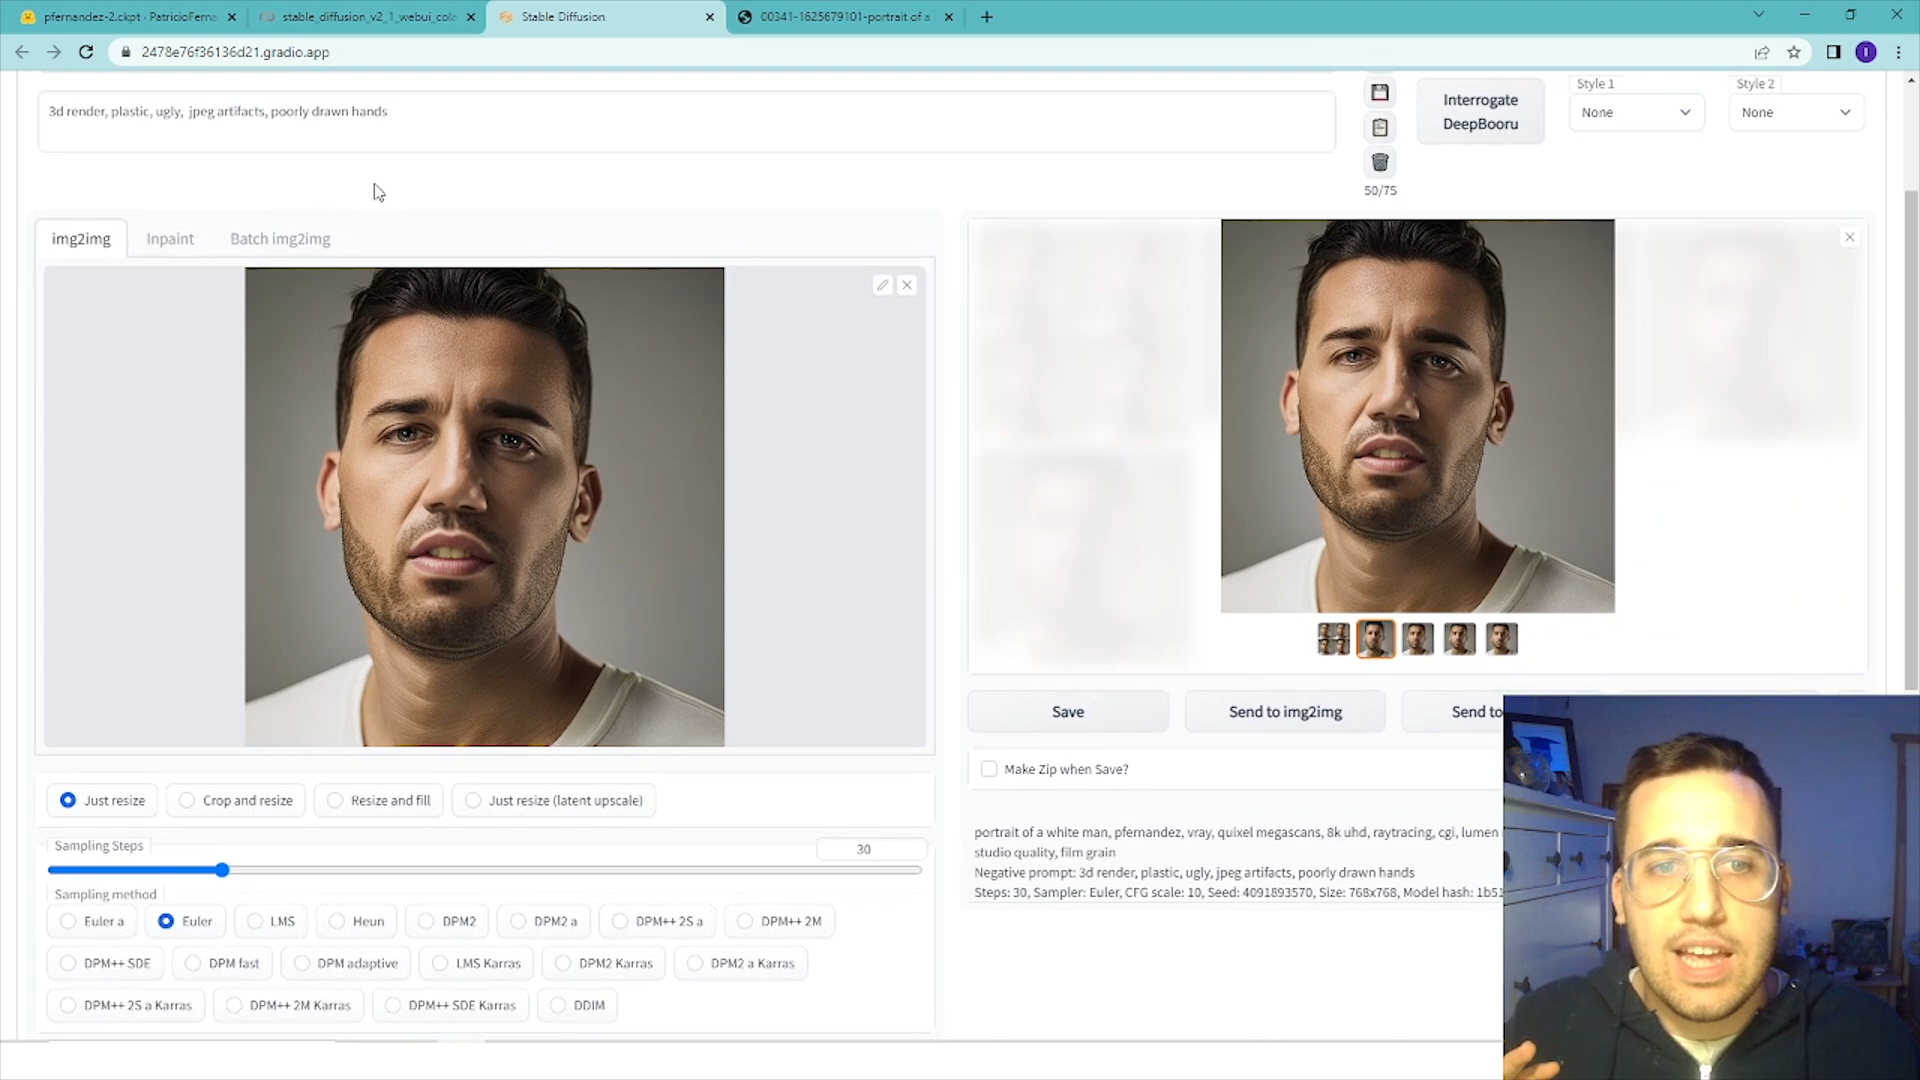 pfernandez-2.ckpt · PatricioFerna
stable_diffusion_v2_1_webui_cola
Stable Diffusion
00341-1625679101-portrait of a
2478e76f36136d21.gradio.app
I
3d render, plastic, ugly,  jpeg artifacts, poorly drawn hands
Interrogate
DeepBooru
Style 1
None
Style 2
None
50/75
img2img
Inpaint
Batch img2img
Save
Send to img2img
Send to
Make Zip when Save?
Just resize
Crop and resize
Resize and fill
Just resize (latent upscale)
Sampling Steps
30
Sampling method
Euler a
Euler
LMS
Heun
DPM2
DPM2 a
DPM++ 2S a
DPM++ 2M
DPM++ SDE
DPM fast
DPM adaptive
LMS Karras
DPM2 Karras
DPM2 a Karras
DPM++ 2S a Karras
DPM++ 2M Karras
DPM++ SDE Karras
DDIM
portrait of a white man, pfernandez, vray, quixel megascans, 8k uhd, raytracing, cgi, lumen
studio quality, film grain
Negative prompt: 3d render, plastic, ugly, jpeg artifacts, poorly drawn hands
Steps: 30, Sampler: Euler, CFG scale: 10, Seed: 4091893570, Size: 768x768, Model hash: 1b51